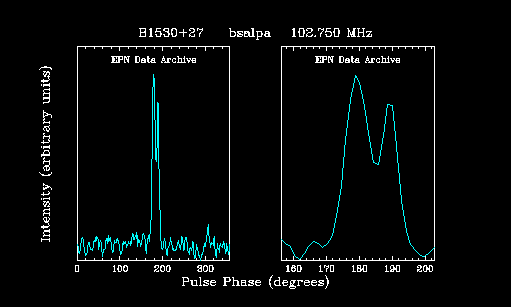 B1530+27 bsalpa 102.750 MHz
EPN Data Archive EPN Data Archive
Intensity (arbitrary units)
0 100 200 300 160 170 180 190 200
Pulse Phase (degrees)